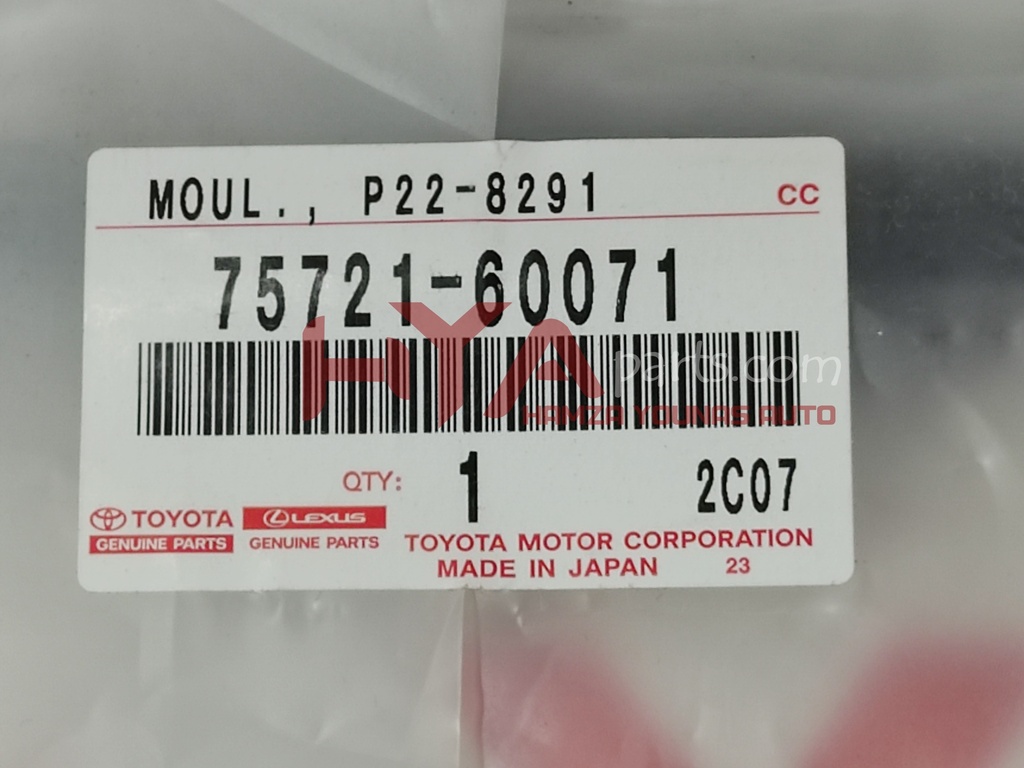 MOUL., P22-8291 CC
75721-60071
HYA parts.com
HAMZA YOUNAS AUTO
QTY: 1 2C07
TOYOTA LEXUS
GENUINE PARTS GENUINE PARTS
TOYOTA MOTOR CORPORATION
MADE IN JAPAN 23